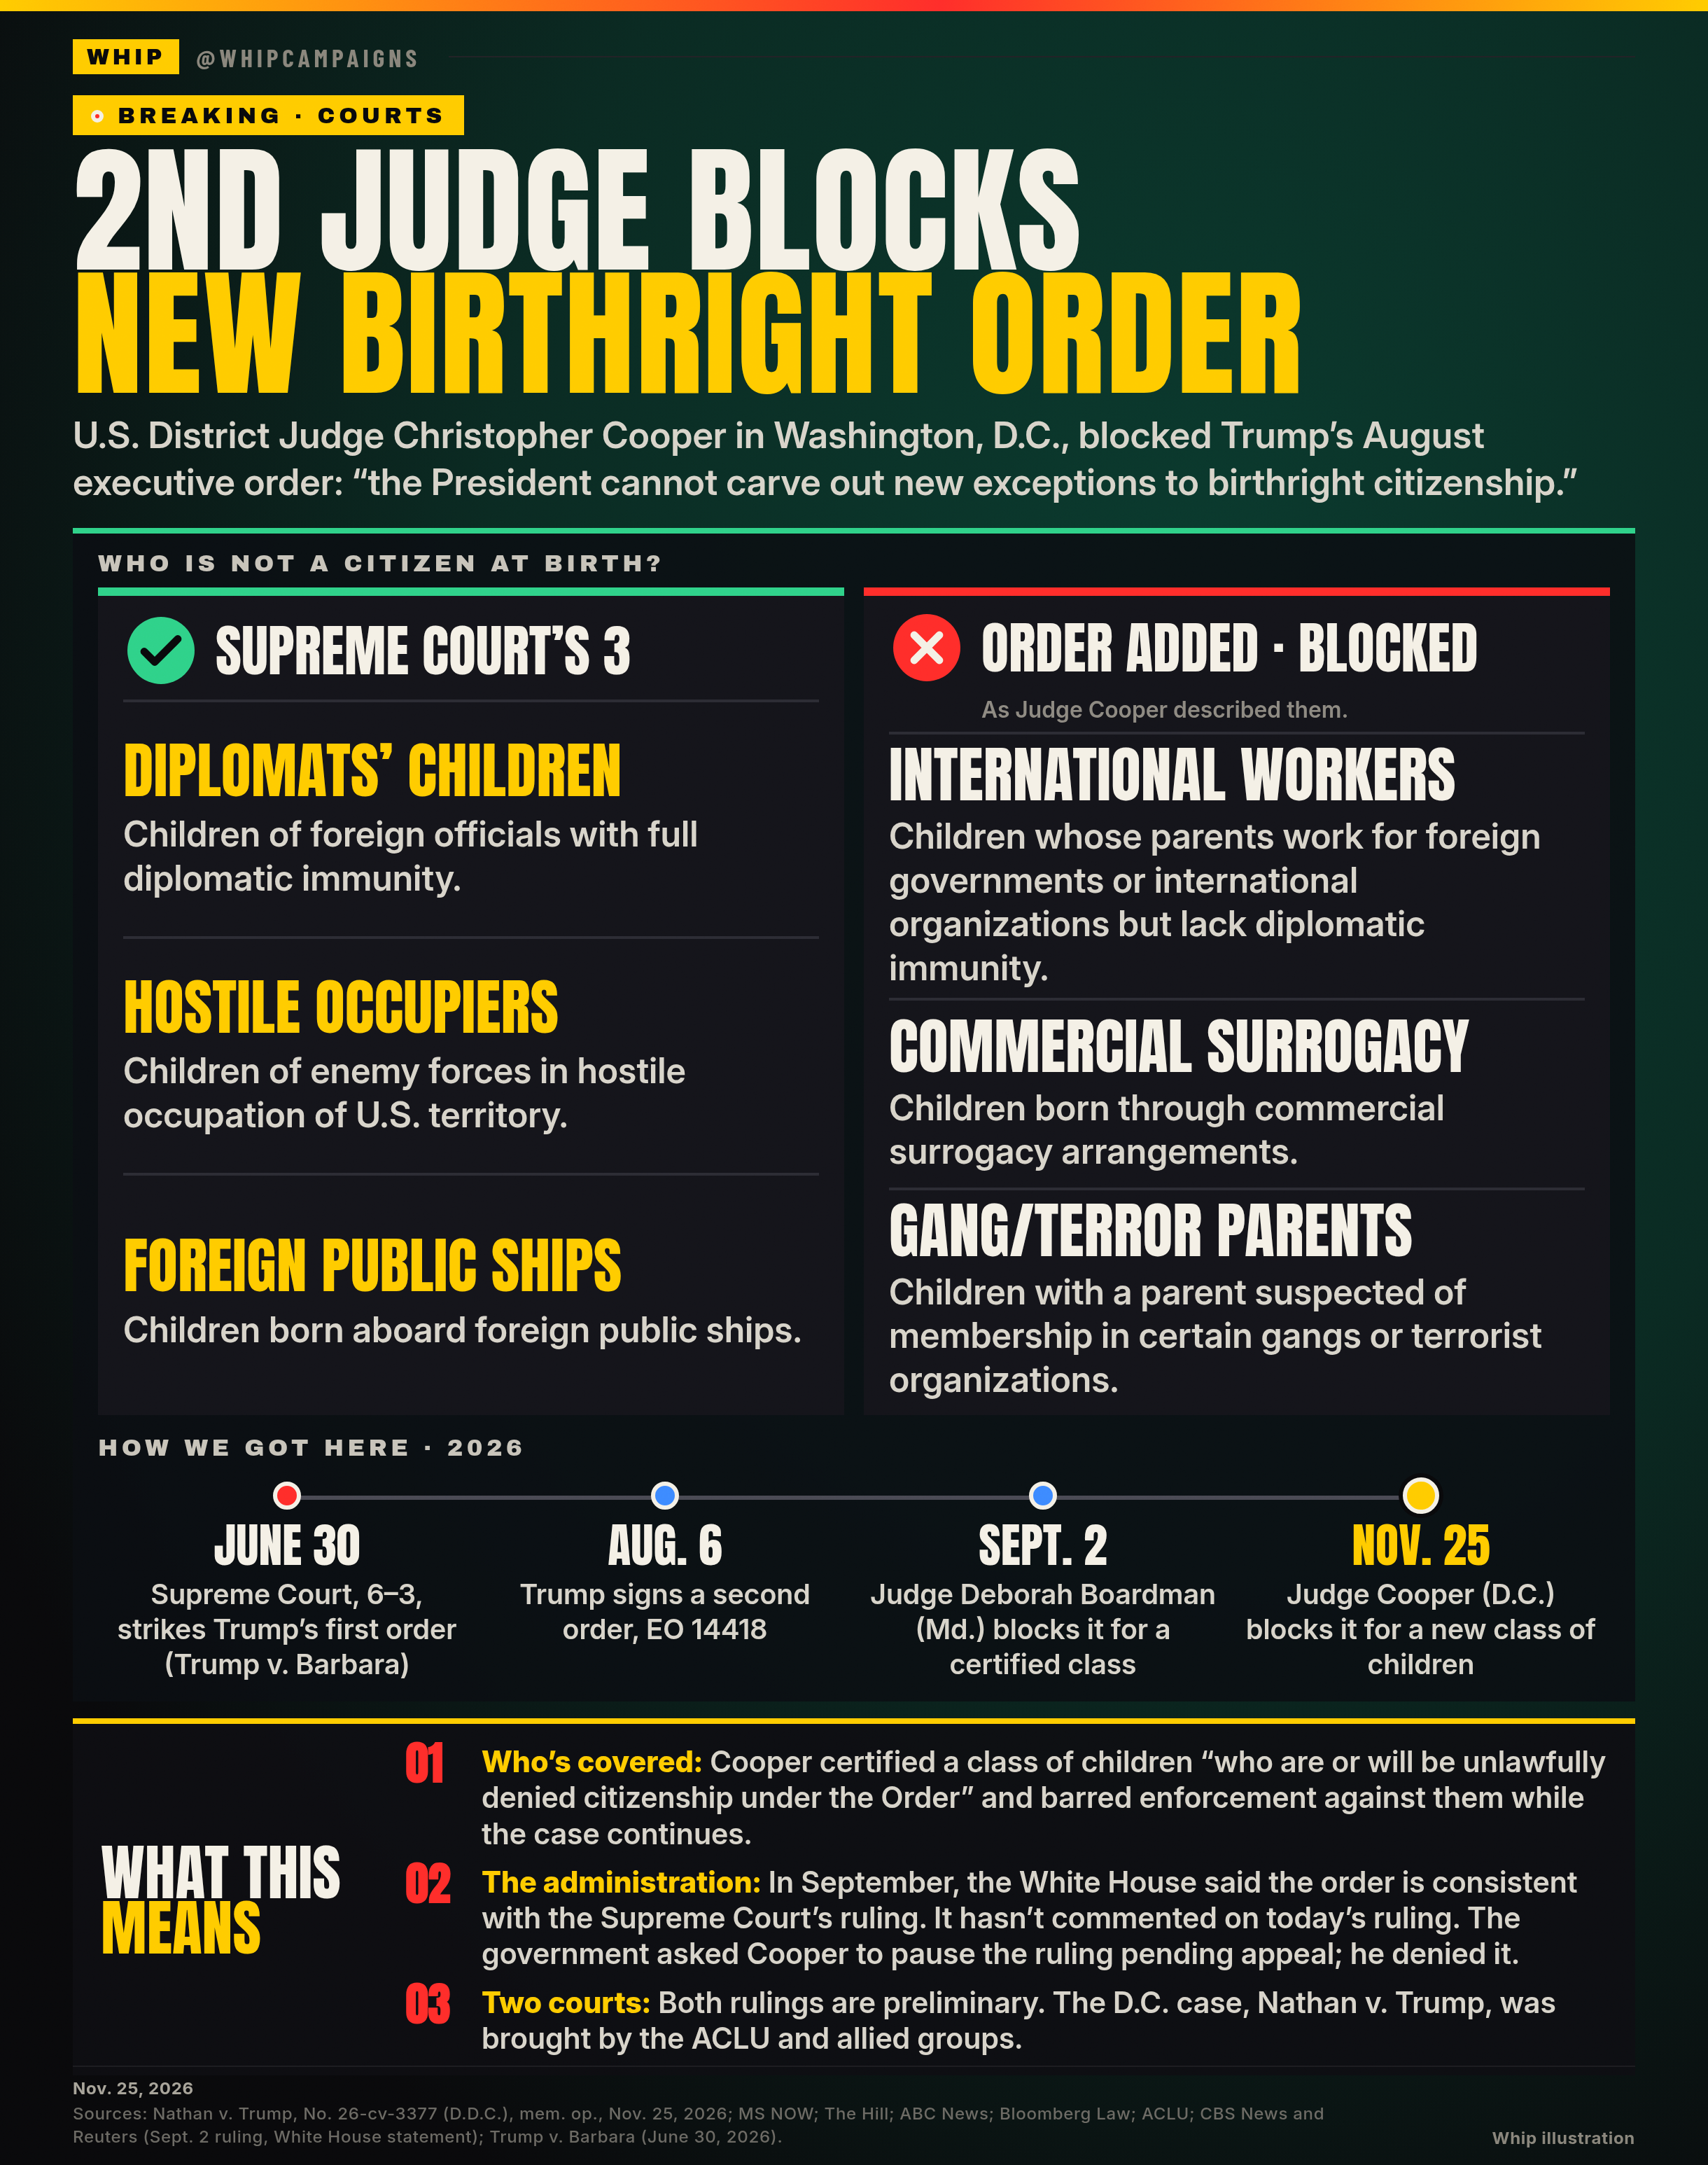 WHIP @WHIPCAMPAIGNS
BREAKING · COURTS
2ND JUDGE BLOCKS
NEW BIRTHRIGHT ORDER
U.S. District Judge Christopher Cooper in Washington, D.C., blocked Trump’s August
executive order: “the President cannot carve out new exceptions to birthright citizenship.”
WHO IS NOT A CITIZEN AT BIRTH?
SUPREME COURT’S 3
DIPLOMATS’ CHILDREN
Children of foreign officials with full
diplomatic immunity.
HOSTILE OCCUPIERS
Children of enemy forces in hostile
occupation of U.S. territory.
FOREIGN PUBLIC SHIPS
Children born aboard foreign public ships.
ORDER ADDED · BLOCKED
As Judge Cooper described them.
INTERNATIONAL WORKERS
Children whose parents work for foreign
governments or international
organizations but lack diplomatic
immunity.
COMMERCIAL SURROGACY
Children born through commercial
surrogacy arrangements.
GANG/TERROR PARENTS
Children with a parent suspected of
membership in certain gangs or terrorist
organizations.
HOW WE GOT HERE · 2026
JUNE 30
Supreme Court, 6–3,
strikes Trump’s first order
(Trump v. Barbara)
AUG. 6
Trump signs a second
order, EO 14418
SEPT. 2
Judge Deborah Boardman
(Md.) blocks it for a
certified class
NOV. 25
Judge Cooper (D.C.)
blocks it for a new class of
children
WHAT THIS
MEANS
01
Who’s covered: Cooper certified a class of children “who are or will be unlawfully
denied citizenship under the Order” and barred enforcement against them while
the case continues.
02
The administration: In September, the White House said the order is consistent
with the Supreme Court’s ruling. It hasn’t commented on today’s ruling. The
government asked Cooper to pause the ruling pending appeal; he denied it.
03
Two courts: Both rulings are preliminary. The D.C. case, Nathan v. Trump, was
brought by the ACLU and allied groups.
Nov. 25, 2026
Sources: Nathan v. Trump, No. 26-cv-3377 (D.D.C.), mem. op., Nov. 25, 2026; MS NOW; The Hill; ABC News; Bloomberg Law; ACLU; CBS News and
Reuters (Sept. 2 ruling, White House statement); Trump v. Barbara (June 30, 2026).
Whip illustration